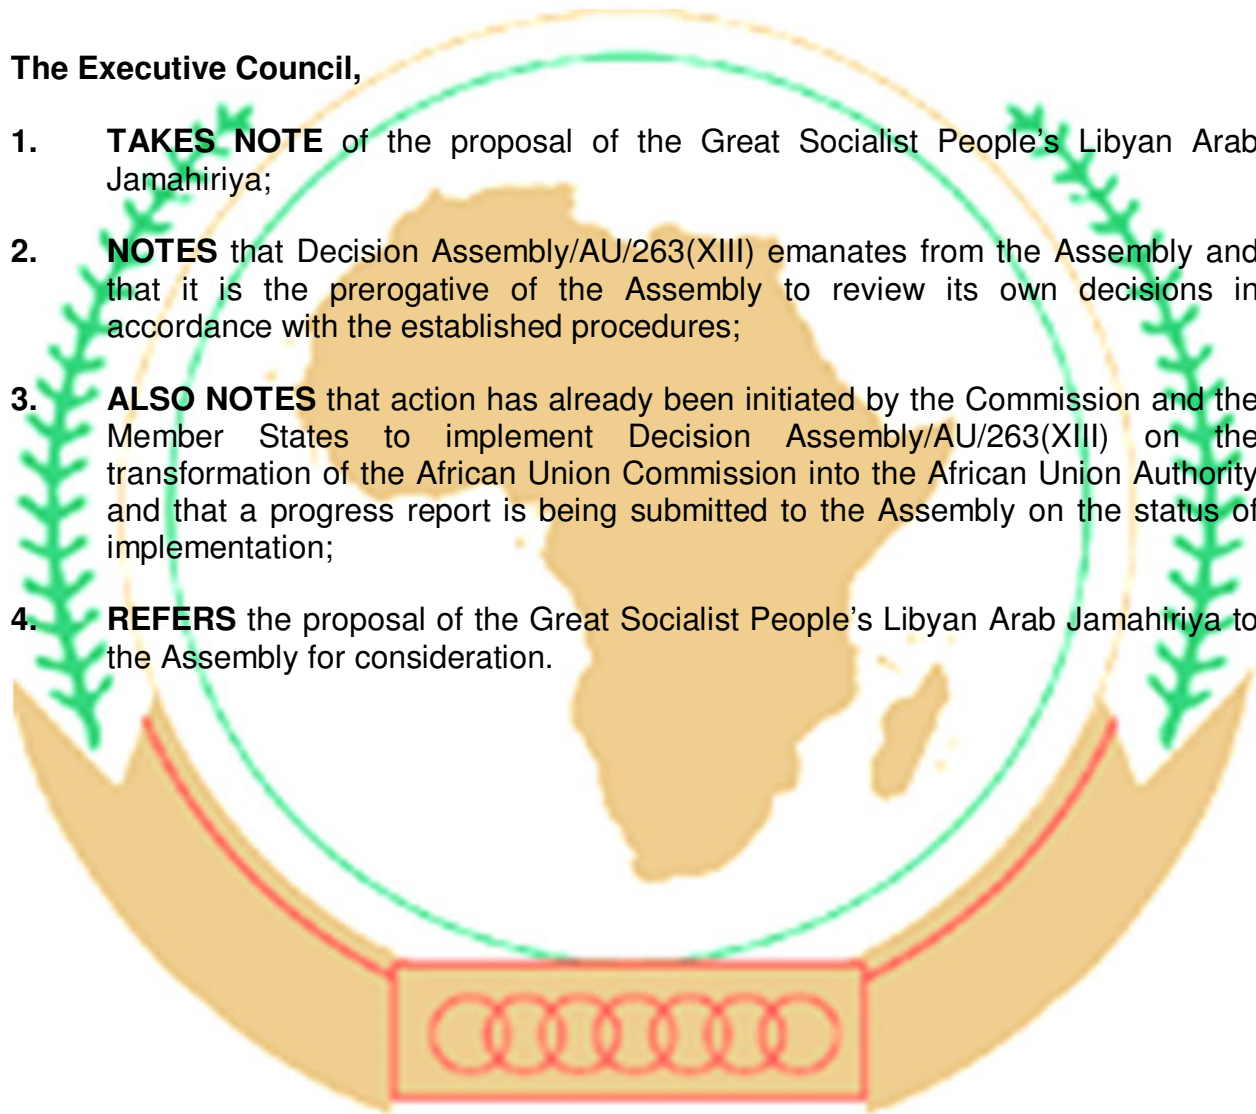 The Executive Council,
1. TAKES NOTE of the proposal of the Great Socialist People’s Libyan Arab
Jamahiriya;
2. NOTES that Decision Assembly/AU/263(XIII) emanates from the Assembly and
that it is the prerogative of the Assembly to review its own decisions in
accordance with the established procedures;
3. ALSO NOTES that action has already been initiated by the Commission and the
Member States to implement Decision Assembly/AU/263(XIII) on the
transformation of the African Union Commission into the African Union Authority
and that a progress report is being submitted to the Assembly on the status of
implementation;
4. REFERS the proposal of the Great Socialist People’s Libyan Arab Jamahiriya to
the Assembly for consideration.